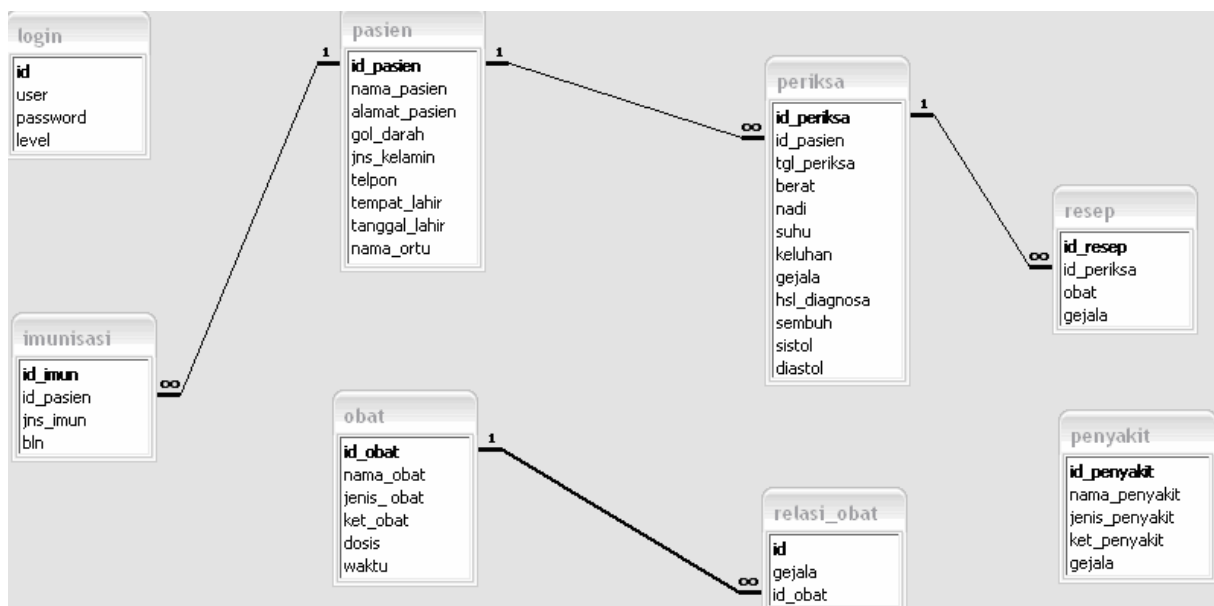 login
id
user
password
level
pasien
id_pasien
nama_pasien
alamat_pasien
gol_darah
jns_kelamin
telpon
tempat_lahir
tanggal_lahir
nama_ortu
1
1
periksa
id_periksa
id_pasien
tgl_periksa
berat
nadi
suhu
keluhan
gejala
hsl_diagnosa
sembuh
sistol
diastol
∞
1
resep
id_resep
id_periksa
obat
gejala
∞
imunisasi
id_imun
id_pasien
jns_imun
bln
∞
obat
id_obat
nama_obat
jenis_obat
ket_obat
dosis
waktu
1
relasi_obat
id
gejala
id_obat
∞
penyakit
id_penyakit
nama_penyakit
jenis_penyakit
ket_penyakit
gejala